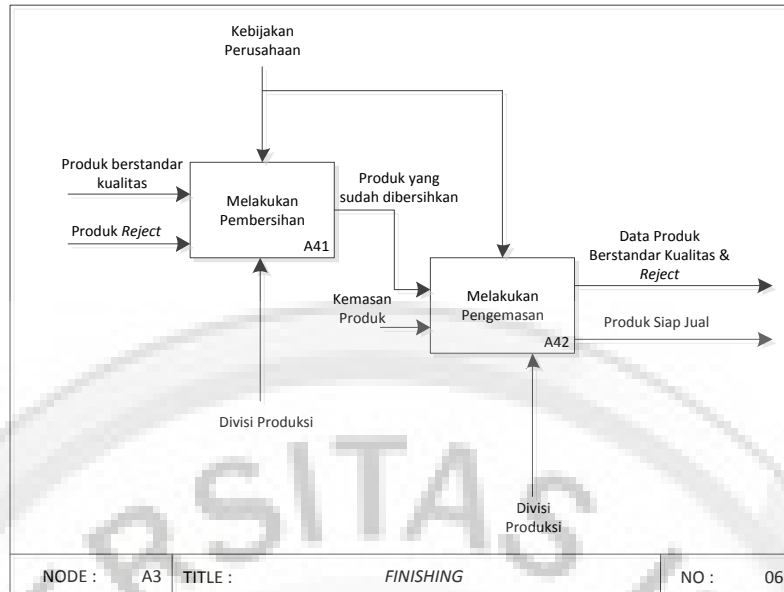 Kebijakan
Perusahaan
Produk berstandar
kualitas
Produk Reject
Melakukan
Pembersihan
A41
Produk yang
sudah dibersihkan
Kemasan
Produk
Melakukan
Pengemasan
A42
Data Produk
Berstandar Kualitas &
Reject
Produk Siap Jual
Divisi Produksi
Divisi
Produksi
RSITAS
NODE : A3 TITLE : FINISHING NO : 06